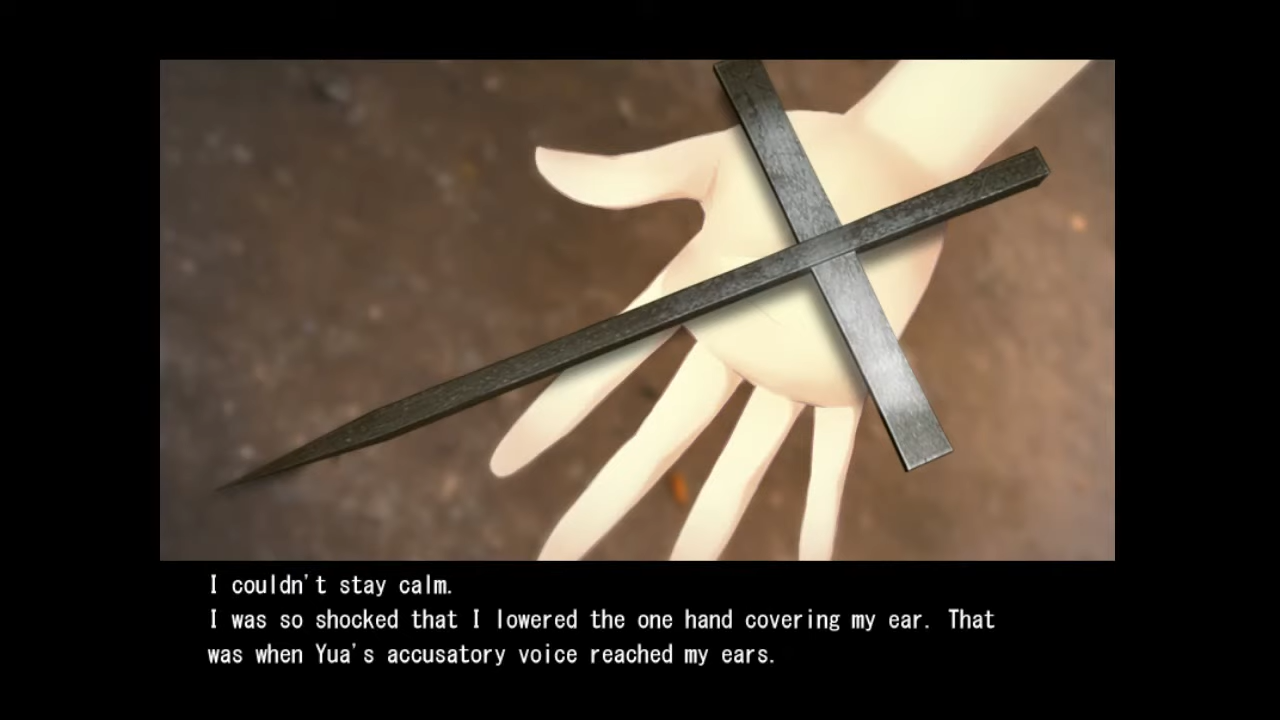 I couldn't stay calm.
I was so shocked that I lowered the one hand covering my ear. That
was when Yua's accusatory voice reached my ears.